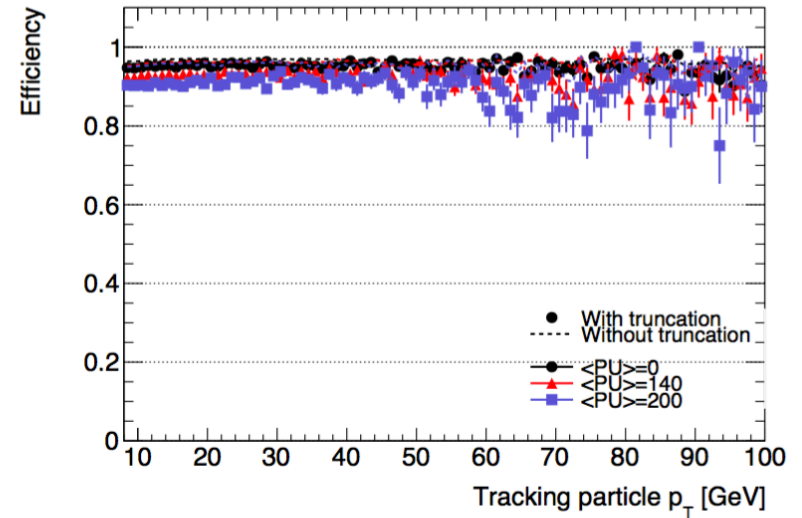 Efficiency
1
0.8
0.6
0.4
0.2
0
With truncation
Without truncation
<PU>=0
<PU>=140
<PU>=200
10 20 30 40 50 60 70 80 90 100
Tracking particle p_T [GeV]